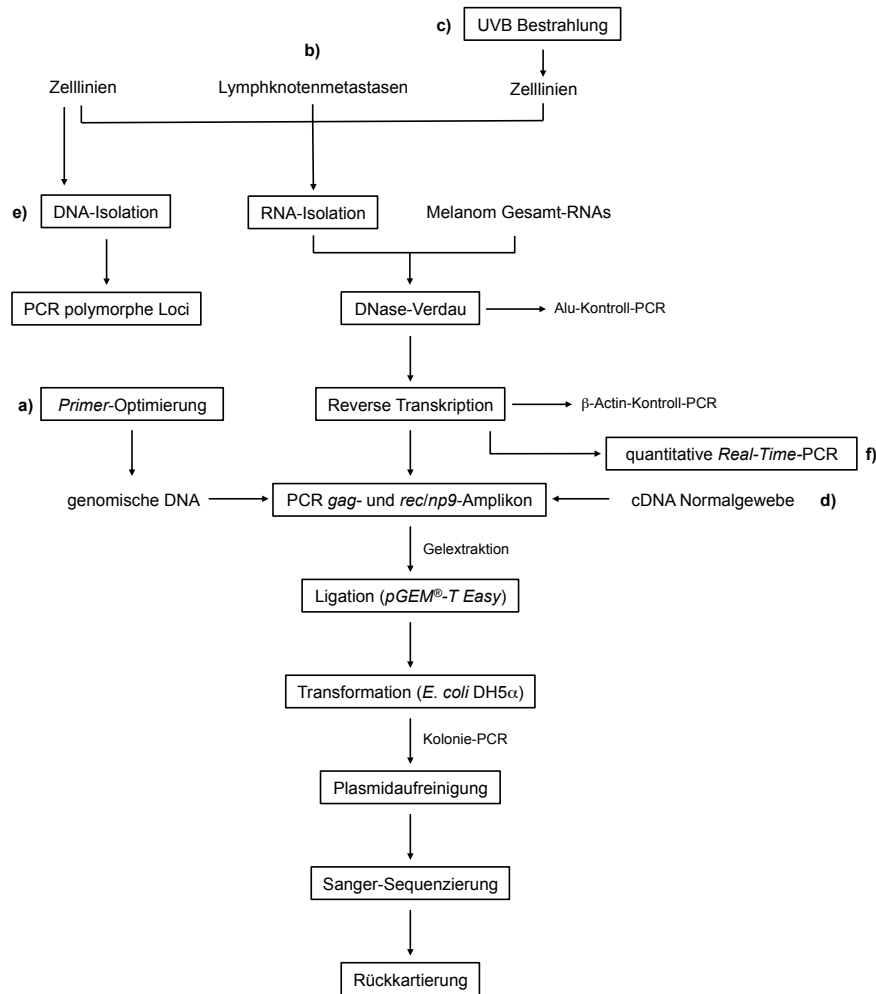 c) UVB Bestrahlung
b)
Zelllinien Lymphknotenmetastasen Zelllinien
e) DNA-Isolation RNA-Isolation Melanom Gesamt-RNAs
PCR polymorphe Loci DNase-Verdau Alu-Kontroll-PCR
a) Primer-Optimierung Reverse Transkription β-Actin-Kontroll-PCR
quantitative Real-Time-PCR f)
genomische DNA PCR gag- und rec/np9-Amplikon cDNA Normalgewebe d)
Gelextraktion
Ligation (pGEM®-T Easy)
Transformation (E. coli DH5α)
Kolonie-PCR
Plasmidaufreinigung
Sanger-Sequenzierung
Rückkartierung